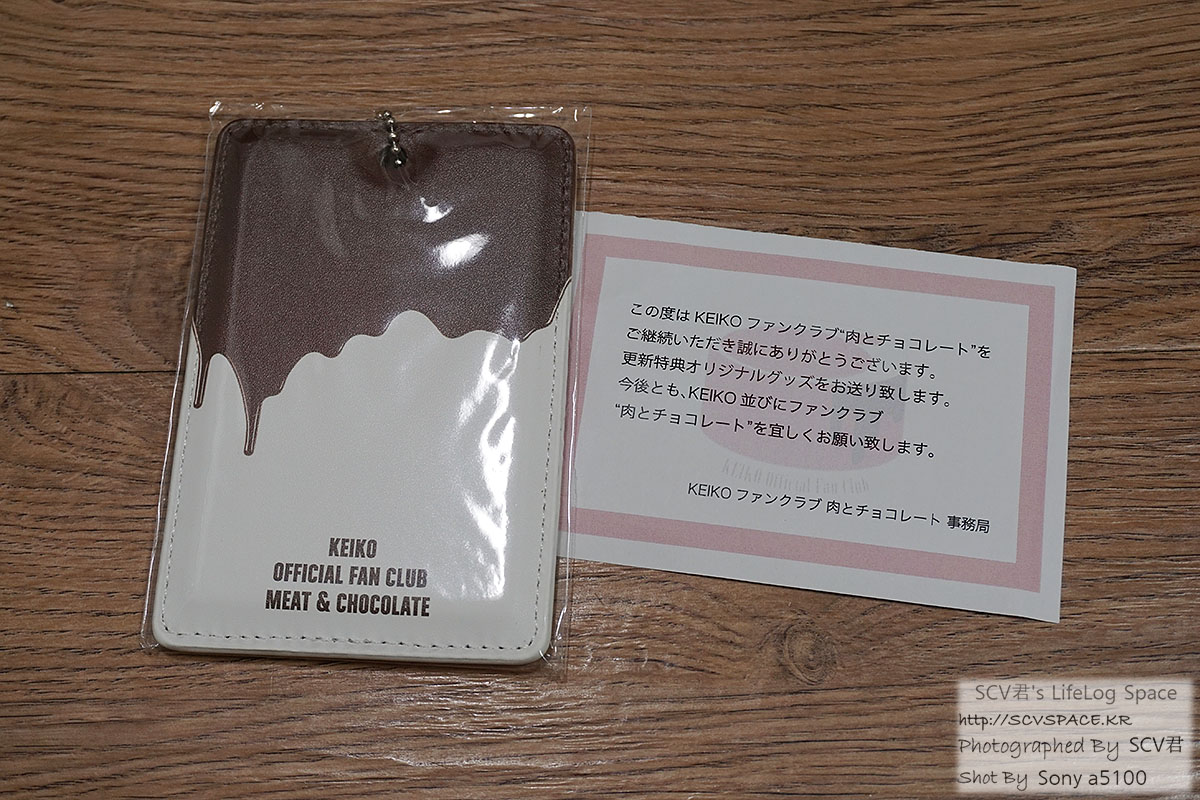 KEIKO
OFFICIAL FAN CLUB
MEAT & CHOCOLATE
この度は KEIKO ファンクラブ“肉とチョコレート”を
ご継続いただき誠にありがとうございます。
更新特典オリジナルグッズをお送り致します。
今後とも、KEIKO 並びにファンクラブ
“肉とチョコレート”を宜しくお願い致します。
KEIKO Official Fan Club
KEIKO ファンクラブ 肉とチョコレート 事務局
SCV君's LifeLog Space
http://SCVSPACE.KR
Photographed By SCV君
Shot By Sony a5100